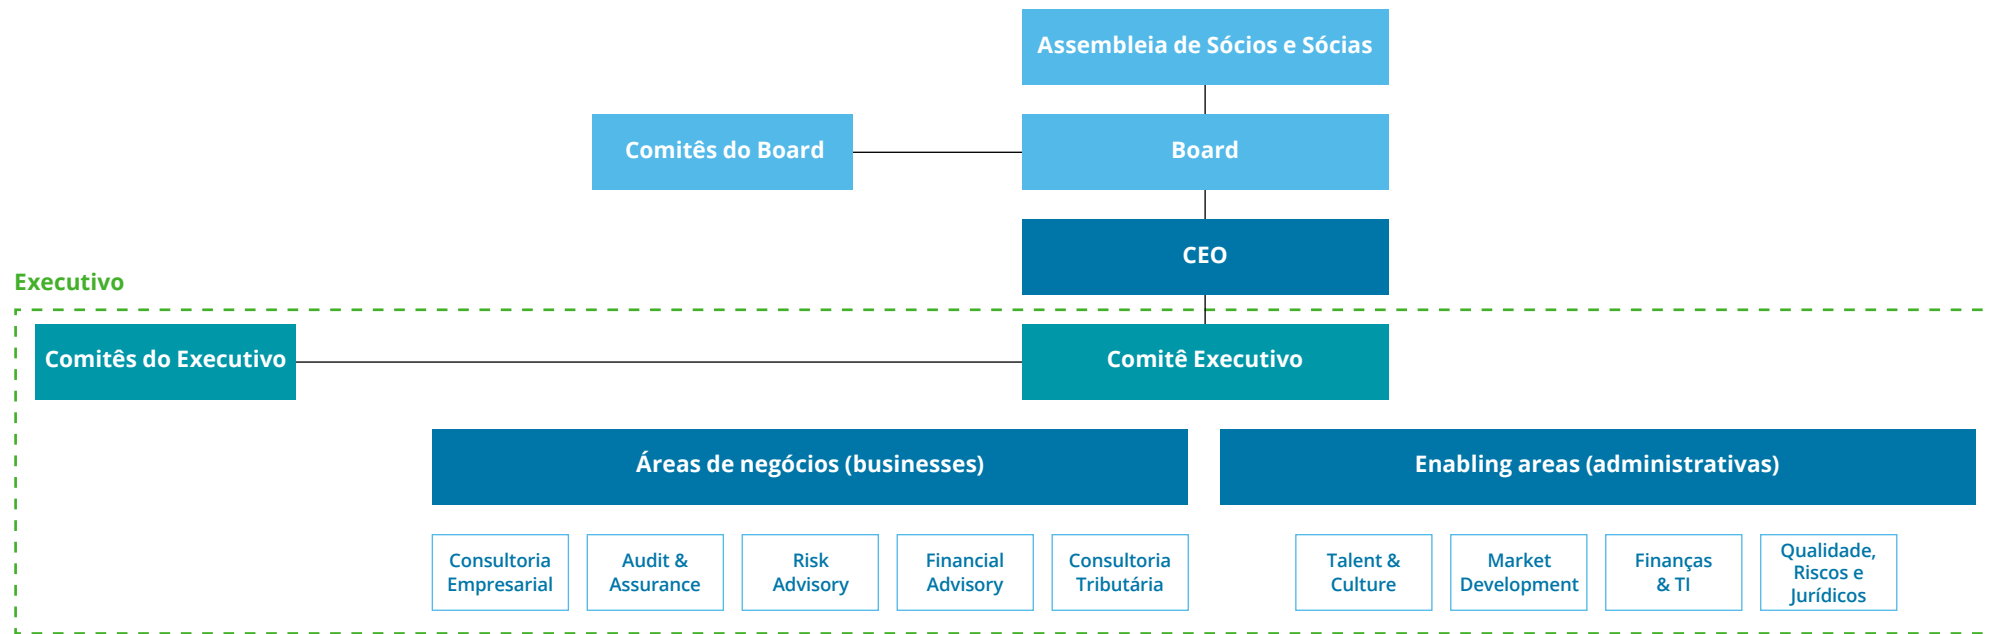 Assembleia de Sócios e Sócias
Comitês do Board
Board
CEO
Executivo
Comitês do Executivo
Comitê Executivo
Áreas de negócios (businesses)
Enabling areas (administrativas)
Consultoria
Empresarial
Audit &
Assurance
Risk
Advisory
Financial
Advisory
Consultoria
Tributária
Talent &
Culture
Market
Development
Finanças
& TI
Qualidade,
Riscos e
Jurídicos